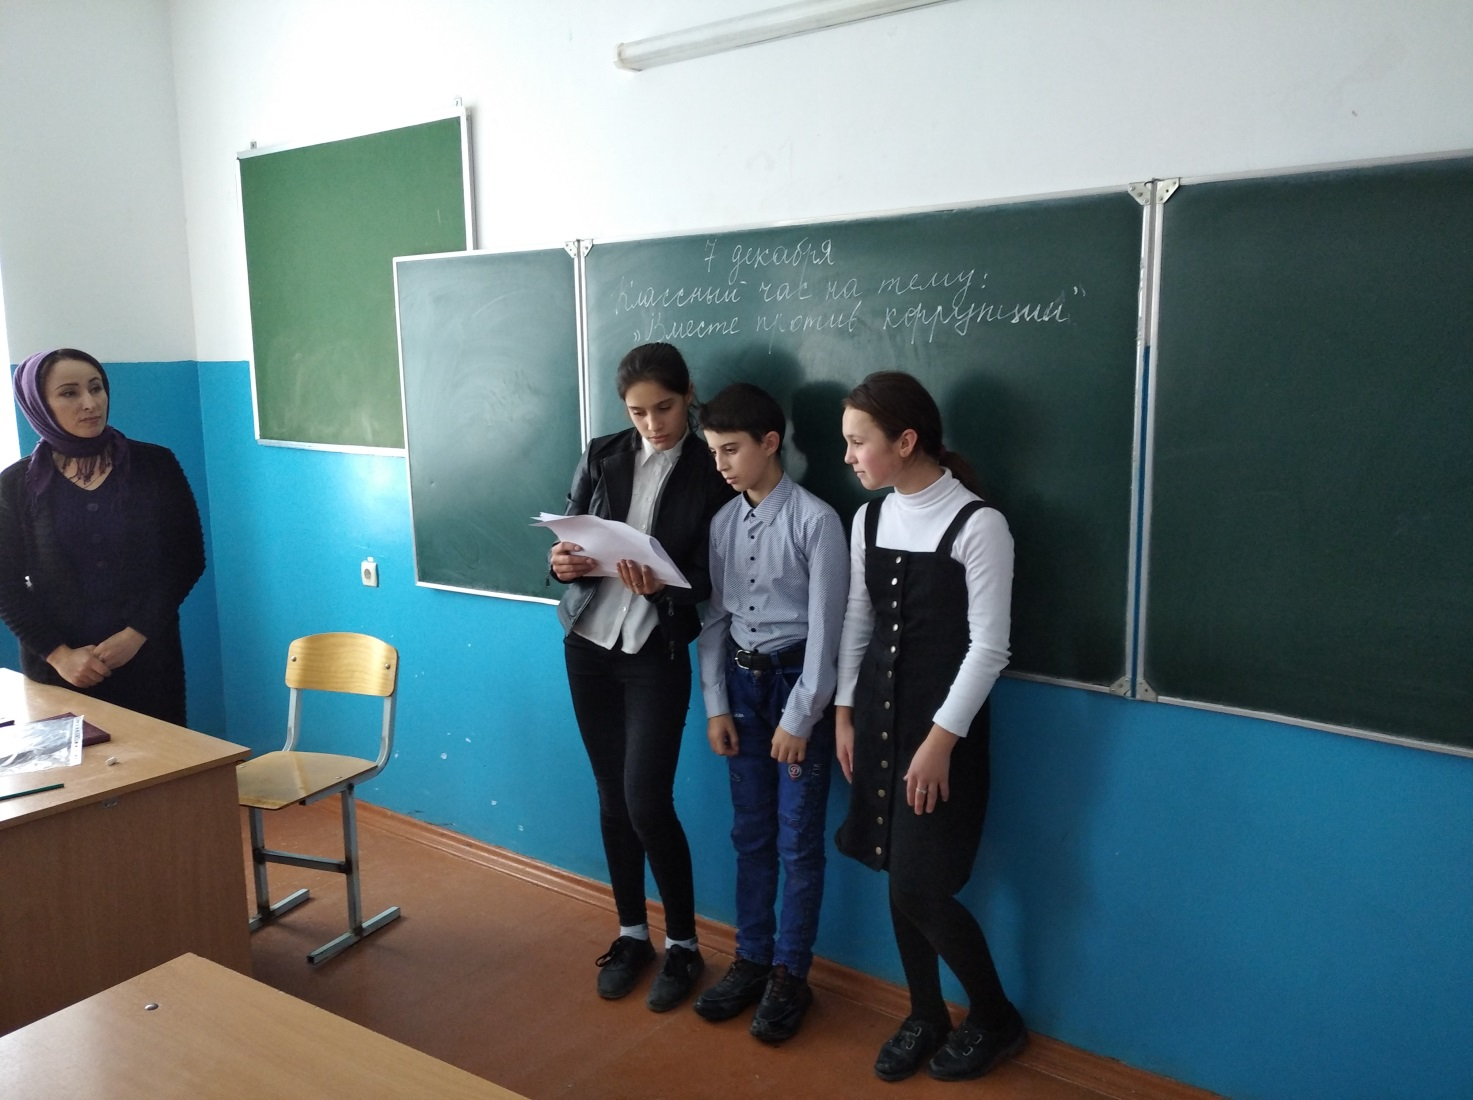 7 декабря
Классный час на тему:
„Вместе против коррупции"